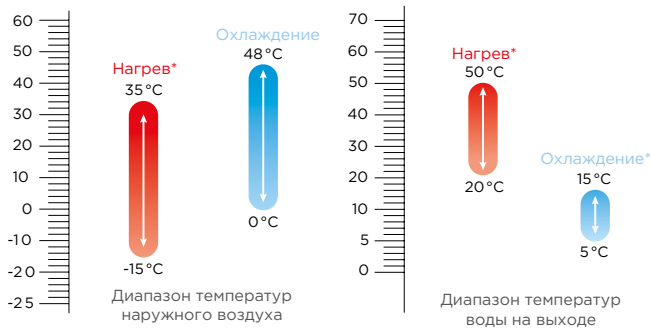 60
50
40
30
20
10
0
-10
-20
-25
Нагрев*
35 °C
-15 °C
Охлаждение
48 °C
0 °C
Диапазон температур
наружного воздуха
70
60
50
40
30
20
10
5
0
Нагрев*
50 °C
20 °C
Охлаждение*
15 °C
5 °C
Диапазон температур
воды на выходе